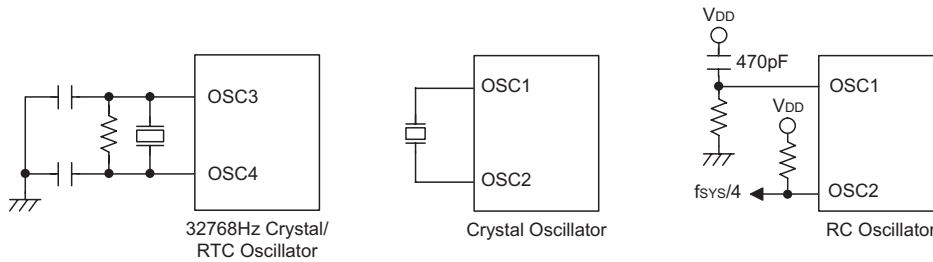 OSC3
OSC4
32768Hz Crystal/
RTC Oscillator
OSC1
OSC2
Crystal Oscillator
VDD
470pF
OSC1
VDD
fSYS/4
OSC2
RC Oscillator